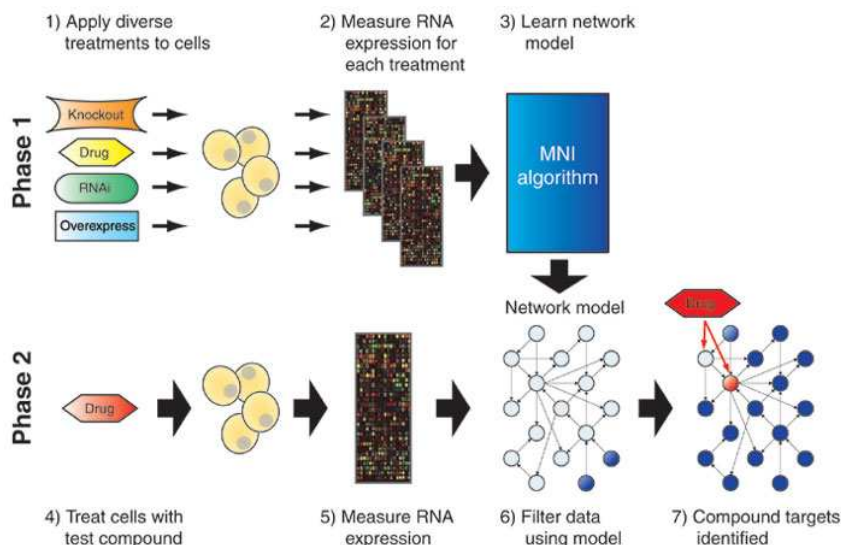 1) Apply diverse
treatments to cells
2) Measure RNA
expression for
each treatment
3) Learn network
model
Phase 1
Knockout
Drug
RNAi
Overexpress
MNI
algorithm
Network model
Drug
Phase 2
Drug
4) Treat cells with
test compound
5) Measure RNA
expression
6) Filter data
using model
7) Compound targets
identified